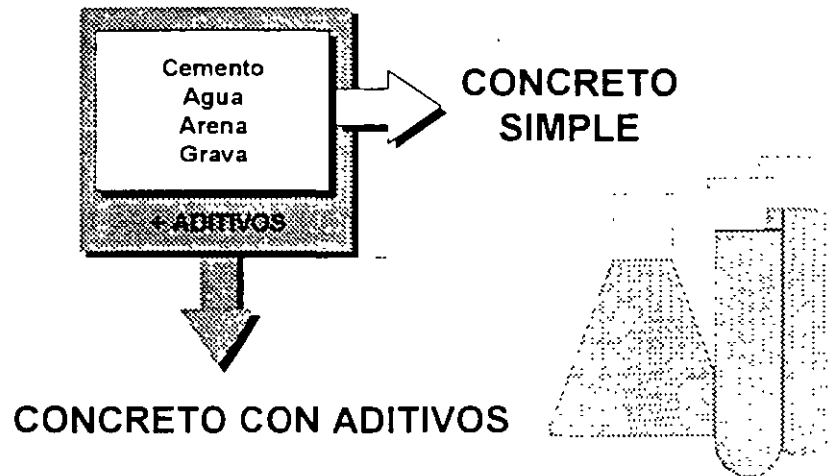 Cemento
Agua
Arena
Grava
+ ADITIVOS
CONCRETO
SIMPLE
CONCRETO CON ADITIVOS